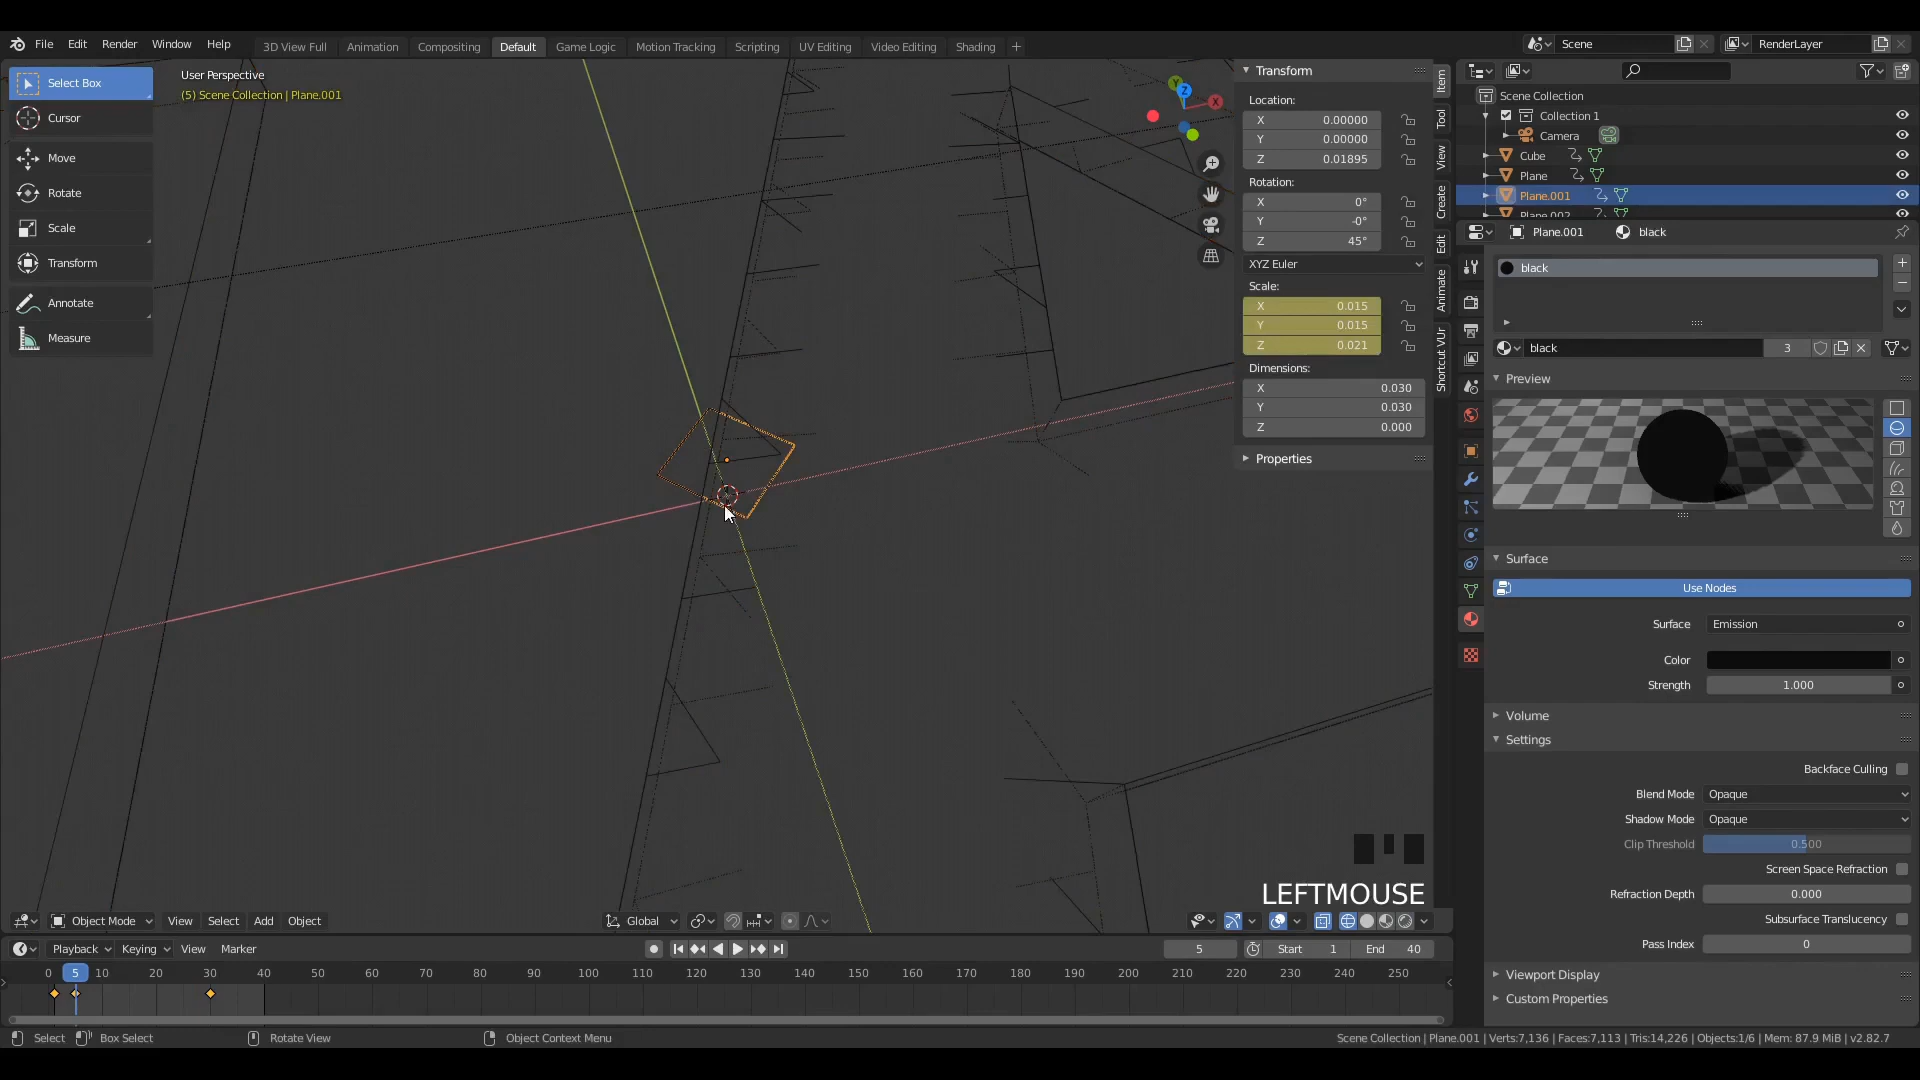 File Edit Render Window Help
3D View Full Animation Compositing Default Game Logic Motion Tracking Scripting UV Editing Video Editing Shading +
Scene
RenderLayer
Select Box
Cursor
Move
Rotate
Scale
Transform
Annotate
Measure
User Perspective
(5) Scene Collection | Plane.001
Y
Z
X
Transform
Location:
X 0.00000
Y 0.00000
Z 0.01895
Rotation:
X 0°
Y -0°
Z 45°
XYZ Euler
Scale:
X 0.015
Y 0.015
Z 0.021
Dimensions:
X 0.030
Y 0.030
Z 0.000
Properties
Item
Tool
View
Create
Edit
Animate
Shortcut VUr
Scene Collection
Collection 1
Camera
Cube
Plane
Plane.001
Plane.002
Plane.001 black
black
black 3
Preview
Surface
Use Nodes
Surface Emission
Color
Strength 1.000
Volume
Settings
Backface Culling
Blend Mode Opaque
Shadow Mode Opaque
Clip Threshold 0.500
Screen Space Refraction
Refraction Depth 0.000
Subsurface Translucency
Pass Index 0
Viewport Display
Custom Properties
LEFTMOUSE
Object Mode View Select Add Object
Global
Playback Keying View Marker
5 Start 1 End 40
0 5 10 20 30 40 50 60 70 80 90 100 110 120 130 140 150 160 170 180 190 200 210 220 230 240 250
Select Box Select Rotate View Object Context Menu
Scene Collection | Plane.001 | Verts:7,136 | Faces:7,113 | Tris:14,226 | Objects:1/6 | Mem: 87.9 MiB | v2.82.7